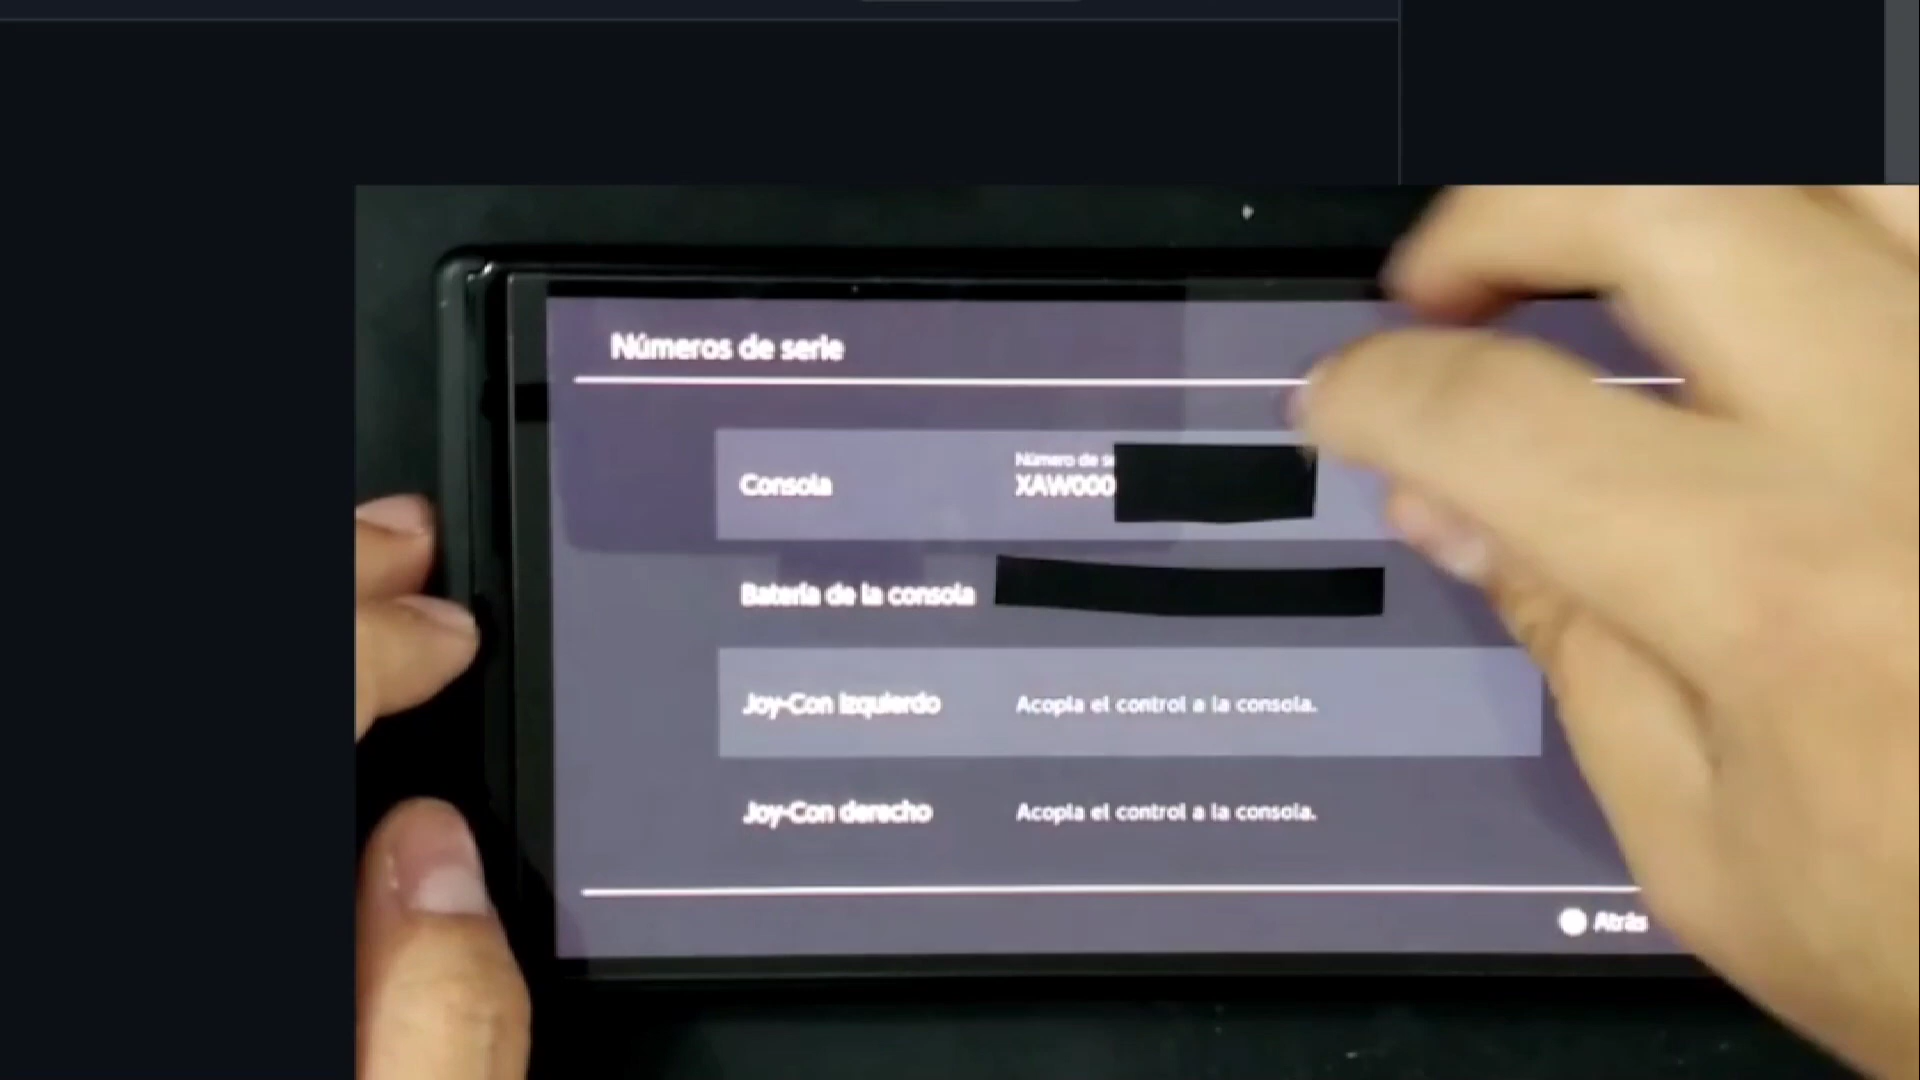 Números de serie
Consola
Número de
XAW000
Batería de la consola
Joy-Con izquierdo
Acopla el control a la consola.
Joy-Con derecho
Acopla el control a la consola.
Atrás